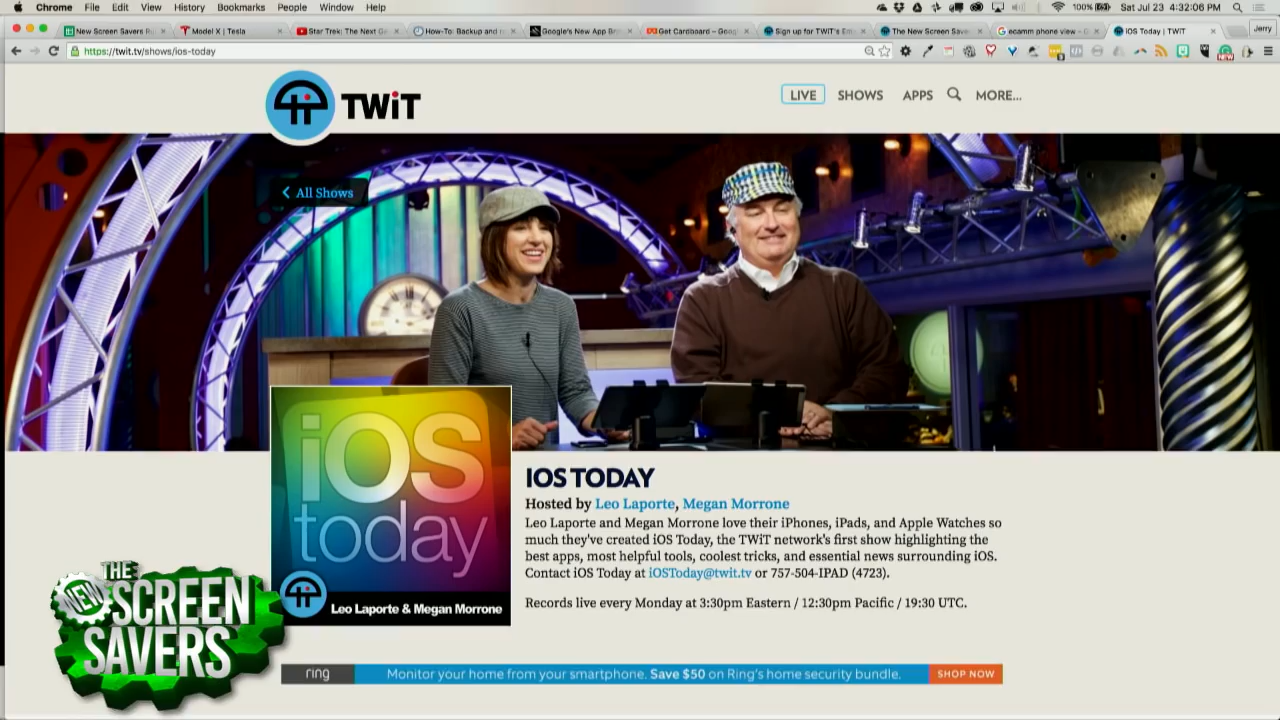 Chrome File Edit View History Bookmarks People Window Help
100% Sat Jul 23 4:32:06 PM
New Screen Savers Ru
Model X | Tesla
Star Trek: The Next Ge
How-To: Backup and r
Google's New App Bro
Get Cardboard – Goog
Sign up for TWiT's Em
The New Screen Save
ecamm phone view - G
iOS Today | TWiT
Jerry
https://twit.tv/shows/ios-today
NEW
TWiT
LIVE SHOWS APPS MORE...
All Shows
iOS
today
Leo Laporte & Megan Morrone
IOS TODAY
Hosted by Leo Laporte, Megan Morrone
Leo Laporte and Megan Morrone love their iPhones, iPads, and Apple Watches so
much they've created iOS Today, the TWiT network's first show highlighting the
best apps, most helpful tools, coolest tricks, and essential news surrounding iOS.
Contact iOS Today at iOSToday@twit.tv or 757-504-IPAD (4723).
Records live every Monday at 3:30pm Eastern / 12:30pm Pacific / 19:30 UTC.
THE
NEW SCREEN
SAVERS
ring Monitor your home from your smartphone. Save $50 on Ring's home security bundle. SHOP NOW